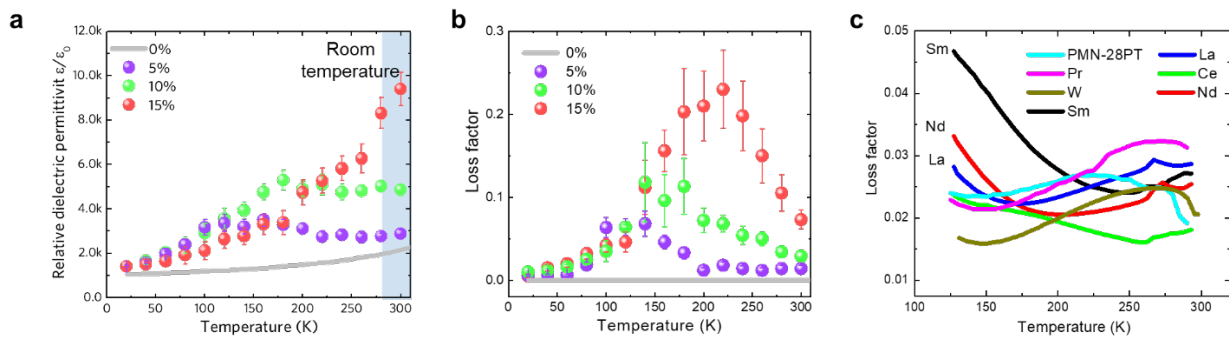 a
Relative dielectric permittivit ε/ε₀
12.0k
10.0k
8.0k
6.0k
4.0k
2.0k
0.0
0%
5%
10%
15%
Room
temperature
0 50 100 150 200 250 300
Temperature (K)
b
Loss factor
0.3
0.2
0.1
0.0
0%
5%
10%
15%
0 50 100 150 200 250 300
Temperature (K)
c
Loss factor
0.05
0.04
0.03
0.02
0.01
Sm
Nd
La
PMN-28PT
Pr
W
Sm
La
Ce
Nd
100 150 200 250 300
Temperature (K)